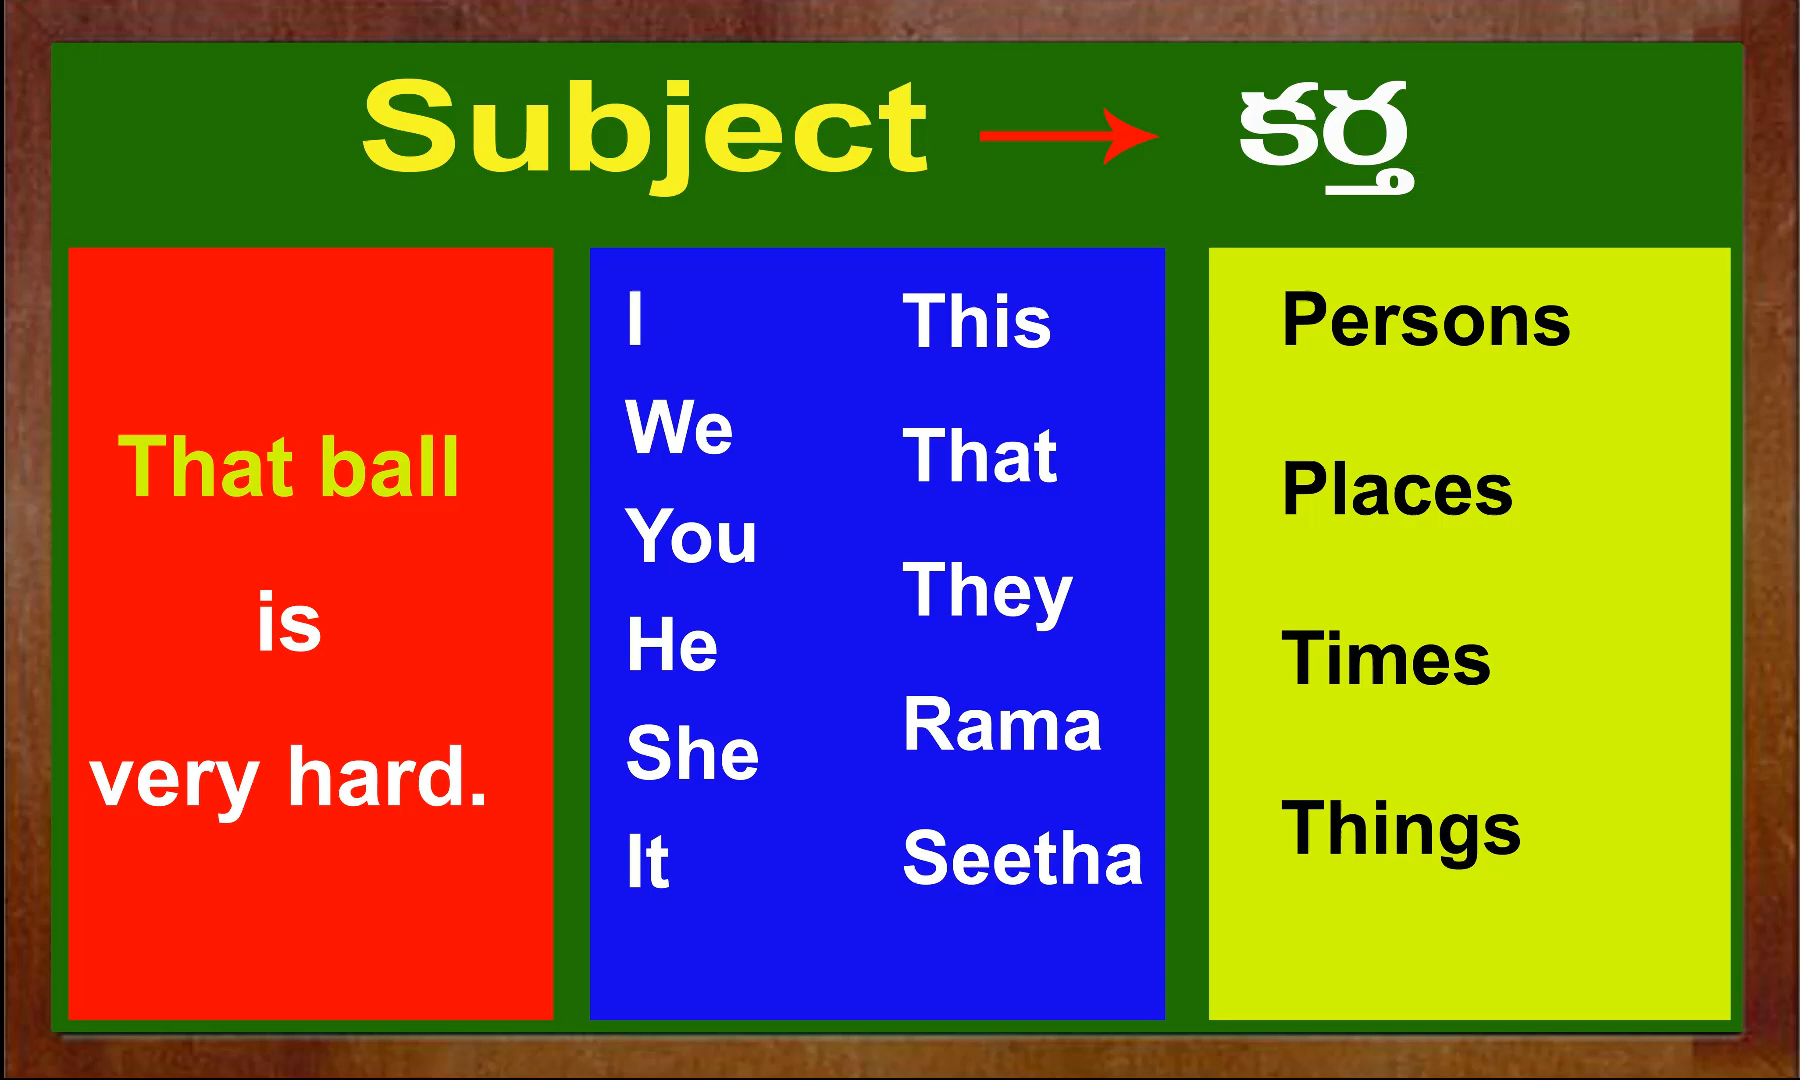 Subject → కర్త
That ball
is
very hard.
I
We
You
He
She
It
This
That
They
Rama
Seetha
Persons
Places
Times
Things